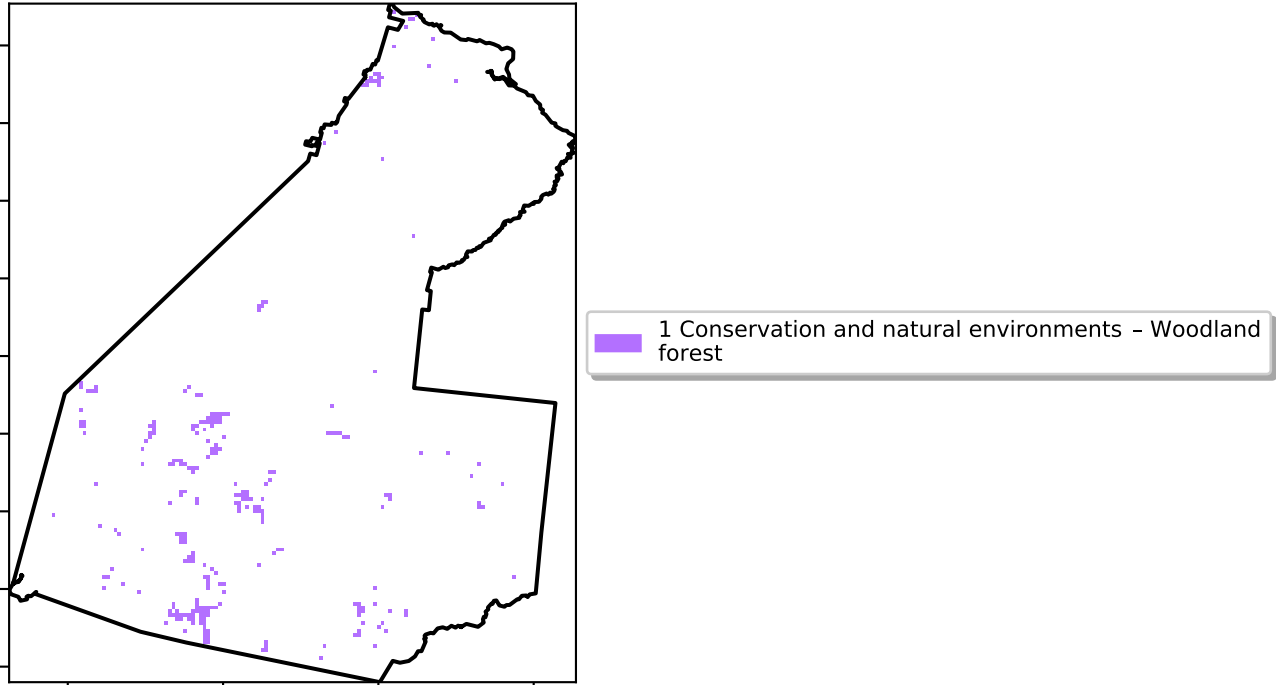 1 Conservation and natural environments – Woodland
forest